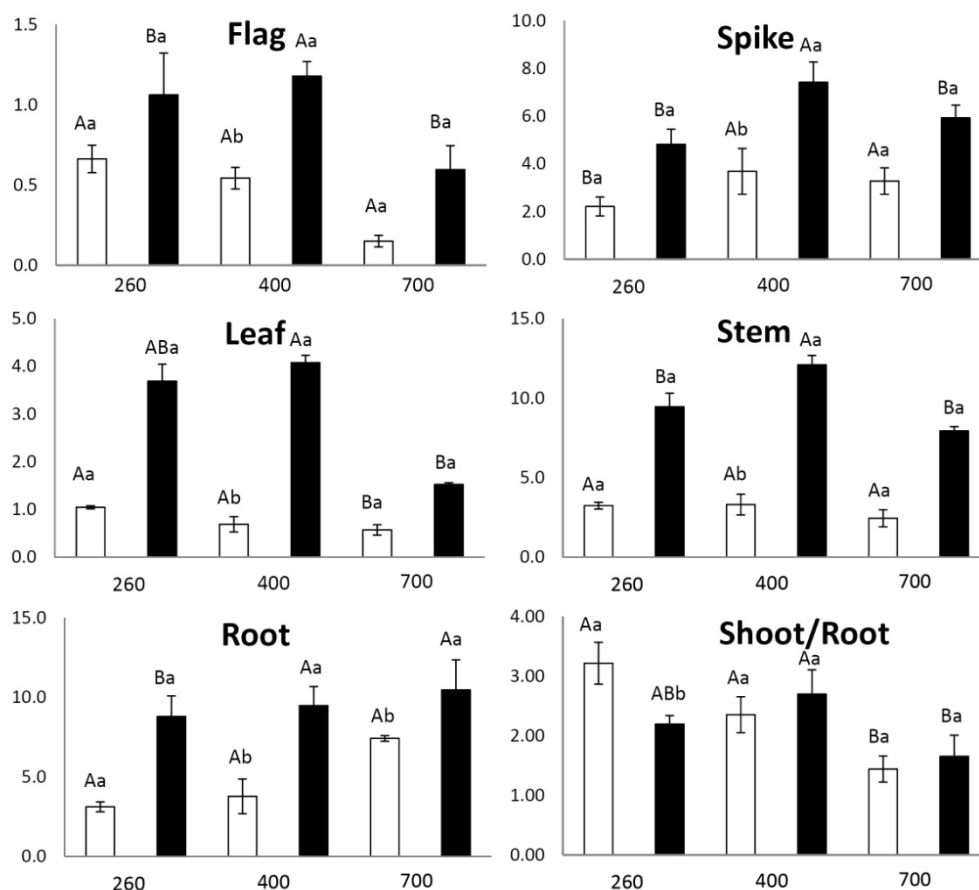 Flag
1.5
1.0
0.5
0.0
Aa
Ba
Ab
Aa
Aa
Ba
260
400
700
Spike
10.0
8.0
6.0
4.0
2.0
0.0
Ba
Ba
Ab
Aa
Aa
Ba
260
400
700
Leaf
5.0
4.0
3.0
2.0
1.0
0.0
Aa
ABa
Ab
Aa
Ba
Ba
260
400
700
Stem
15.0
10.0
5.0
0.0
Aa
Ba
Ab
Aa
Aa
Ba
260
400
700
Root
15.0
10.0
5.0
0.0
Aa
Ba
Ab
Aa
Ab
Aa
260
400
700
Shoot/Root
4.00
3.00
2.00
1.00
0.00
Aa
ABb
Aa
Aa
Ba
Ba
260
400
700